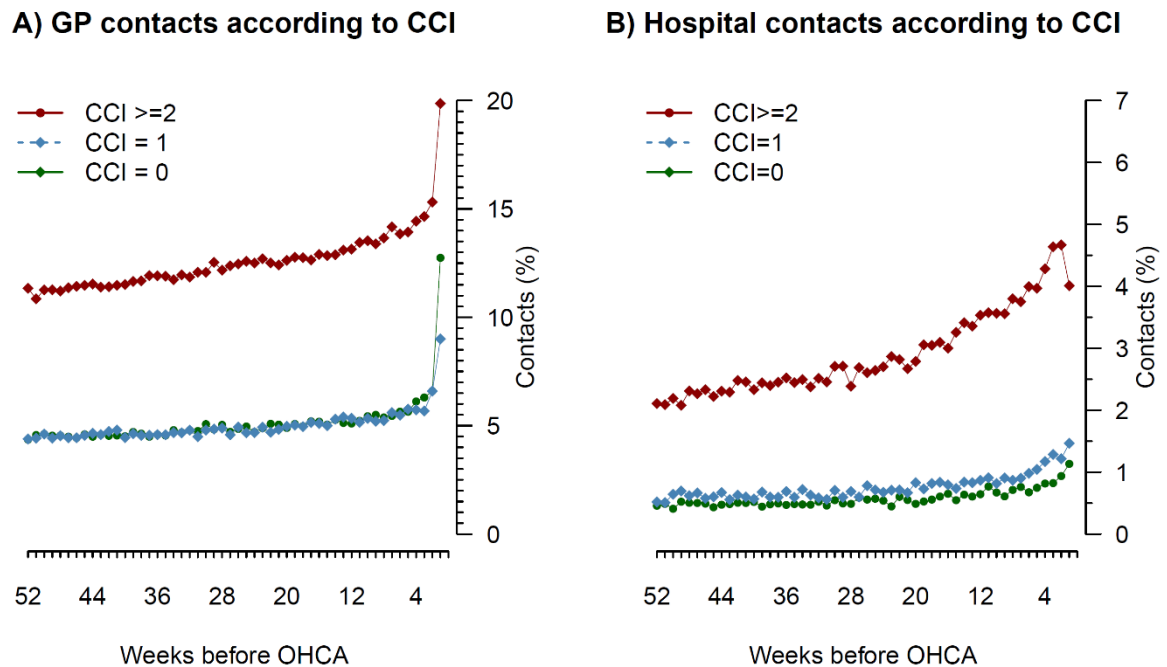 A) GP contacts according to CCI
CCI >=2
CCI = 1
CCI = 0
20
15
10
5
0
Contacts (%)
52 44 36 28 20 12 4
Weeks before OHCA
B) Hospital contacts according to CCI
CCI>=2
CCI=1
CCI=0
7
6
5
4
3
2
1
0
Contacts (%)
52 44 36 28 20 12 4
Weeks before OHCA